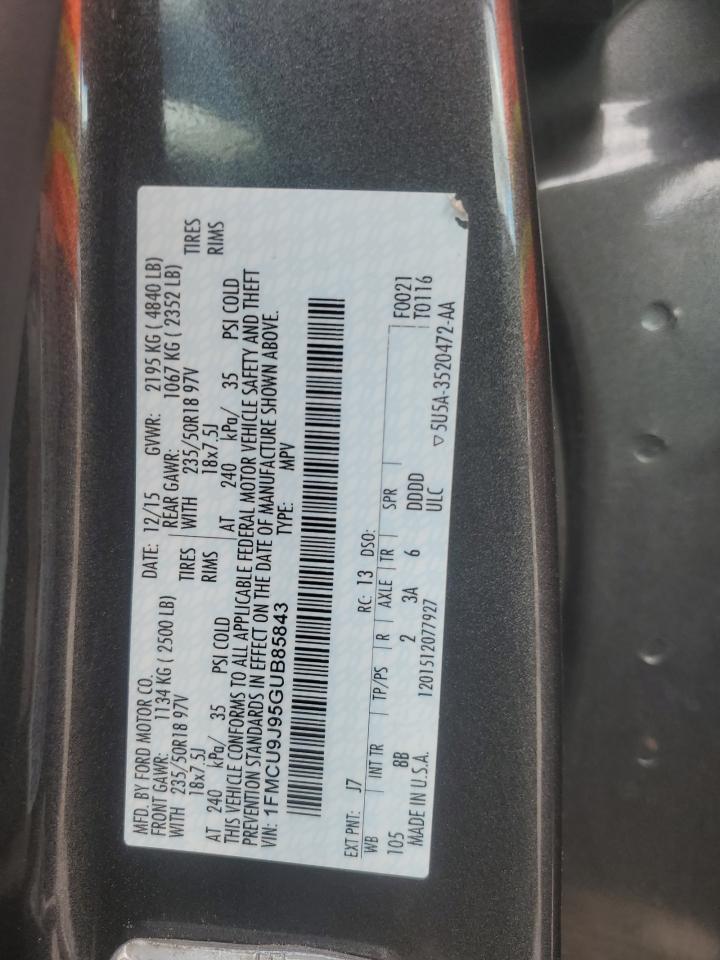 MFD. BY FORD MOTOR CO.
DATE: 12/15 GVWR: 2195 KG ( 4840 LB)
FRONT GAWR: 1134 KG ( 2500 LB) REAR GAWR: 1067 KG ( 2352 LB)
WITH 235/50R18 97V TIRES WITH 235/50R18 97V TIRES
18x7.5J RIMS 18x7.5J RIMS
AT 240 kPa/ 35 PSI COLD AT 240 kPa/ 35 PSI COLD
THIS VEHICLE CONFORMS TO ALL APPLICABLE FEDERAL MOTOR VEHICLE SAFETY AND THEFT
PREVENTION STANDARDS IN EFFECT ON THE DATE OF MANUFACTURE SHOWN ABOVE.
VIN: 1FMCU9J95GUB85843 TYPE: MPV
EXT PNT: J7 RC: 13 DSO:
WB INT TR TP/PS R AXLE TR SPR F0021
105 8B 2 3A 6 DDDD T0116
MADE IN U.S.A. 1201512077927 ULC
▽5U5A-3520472-AA